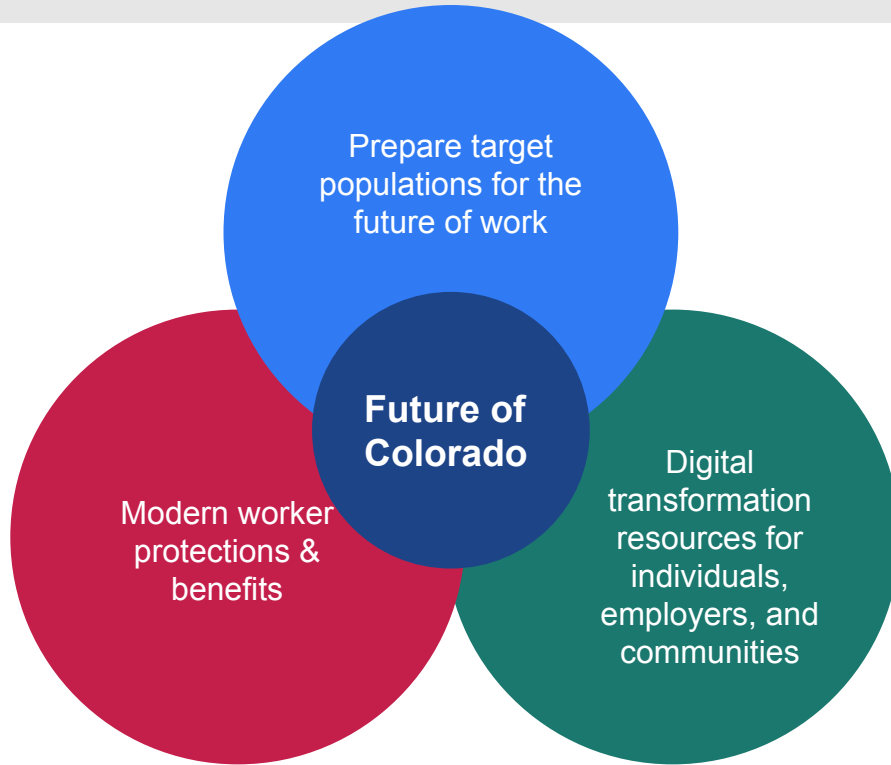 Prepare target
populations for the
future of work
Future of
Colorado
Modern worker
protections &
benefits
Digital
transformation
resources for
individuals,
employers, and
communities